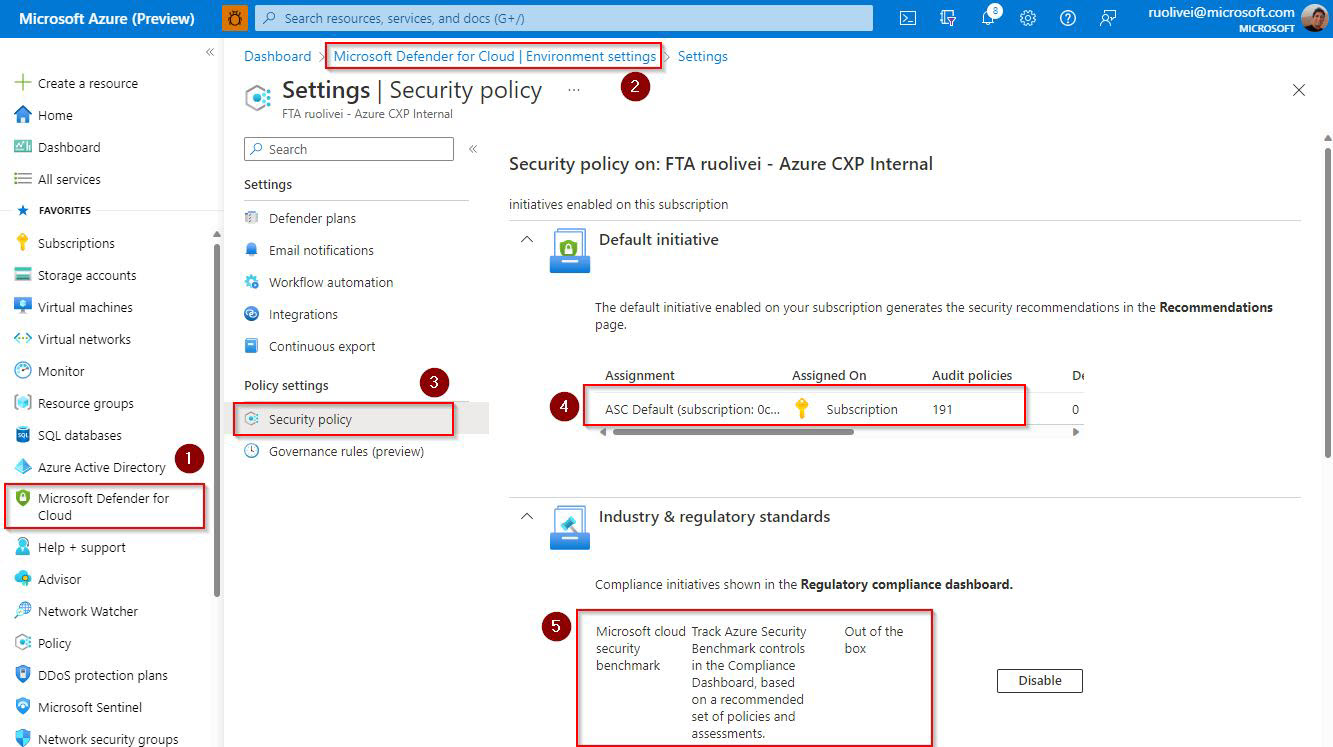 Microsoft Azure (Preview)
Search resources, services, and docs (G+/)
8
ruolivei@microsoft.com
MICROSOFT
Create a resource
Home
Dashboard
All services
FAVORITES
Subscriptions
Storage accounts
Virtual machines
Virtual networks
Monitor
Resource groups
SQL databases
Azure Active Directory
1
Microsoft Defender for
Cloud
Help + support
Advisor
Network Watcher
Policy
DDoS protection plans
Microsoft Sentinel
Network security groups
Dashboard
Microsoft Defender for Cloud | Environment settings
Settings
2
Settings | Security policy
...
FTA ruolivei - Azure CXP Internal
Search
Settings
Defender plans
Email notifications
Workflow automation
Integrations
Continuous export
Policy settings
3
Security policy
Governance rules (preview)
Security policy on: FTA ruolivei - Azure CXP Internal
initiatives enabled on this subscription
Default initiative
The default initiative enabled on your subscription generates the security recommendations in the Recommendations
page.
Assignment Assigned On Audit policies De
4
ASC Default (subscription: 0c... Subscription 191 0
Industry & regulatory standards
Compliance initiatives shown in the Regulatory compliance dashboard.
5
Microsoft cloud
security
benchmark
Track Azure Security
Benchmark controls
in the Compliance
Dashboard, based
on a recommended
set of policies and
assessments.
Out of the
box
Disable